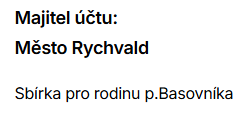 Majitel účtu:
Město Rychvald
Sbírka pro rodinu p.Basovníka